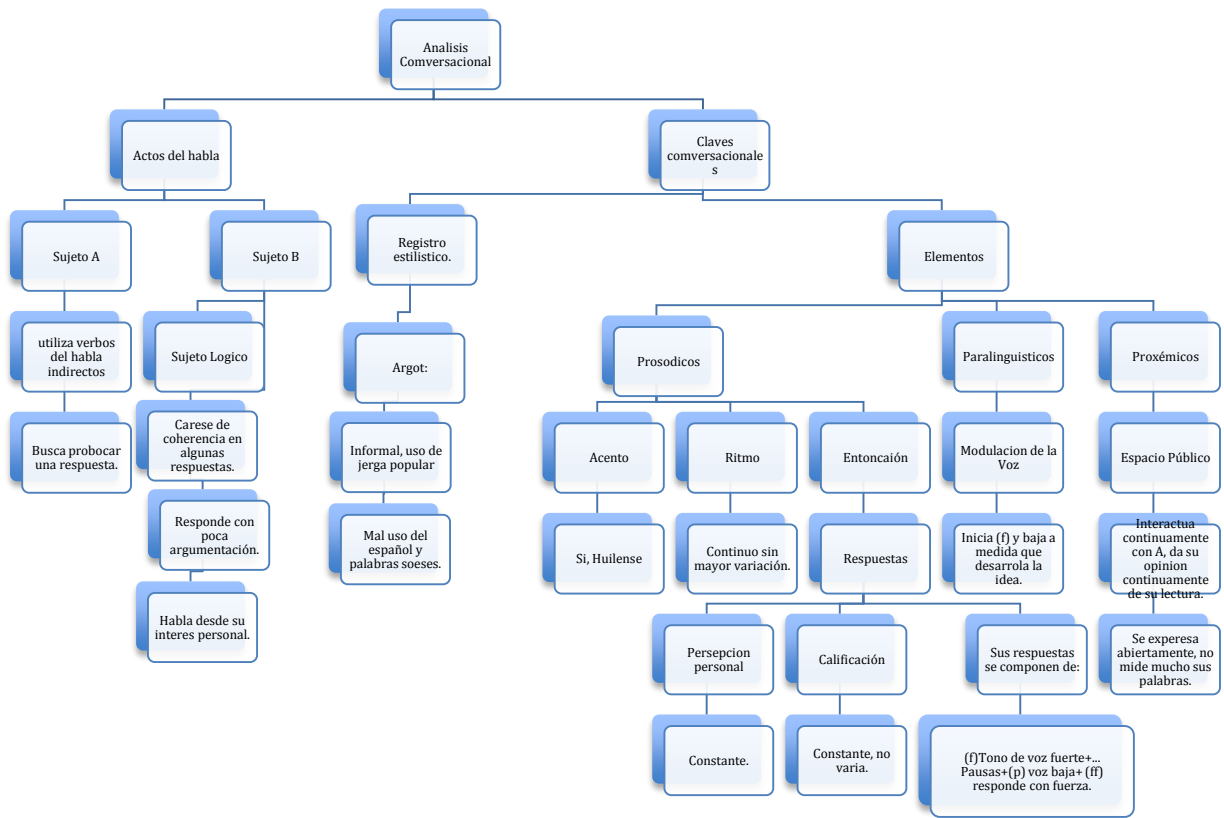 Analisis
Comversacional
Actos del habla
Claves
comversacionale
s
Sujeto A
Sujeto B
Registro
estilistico.
Elementos
utiliza verbos
del habla
indirectos
Sujeto Logico
Argot:
Prosodicos
Paralinguisticos
Proxémicos
Busca probocar
una respuesta.
Carese de
coherencia en
algunas
respuestas.
Informal, uso de
jerga popular
Acento
Ritmo
Entoncaión
Modulacion de la
Voz
Espacio Público
Responde con
poca
argumentación.
Mal uso del
español y
palabras soeses.
Si, Huilense
Continuo sin
mayor variación.
Respuestas
Inicia (f) y baja a
medida que
desarrola la
idea.
Interactua
continuamente
con A, da su
opinion
continuamente
de su lectura.
Habla desde su
interes personal.
Persepcion
personal
Calificación
Sus respuestas
se componen de:
Se experesa
abiertamente, no
mide mucho sus
palabras.
Constante.
Constante, no
varia.
(f)Tono de voz fuerte+...
Pausas+(p) voz baja+ (ff)
responde con fuerza.